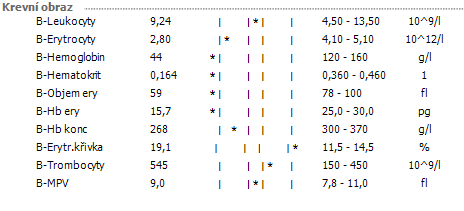 Krevní obraz
B-Leukocyty 9,24 | |*| | 4,50 - 13,50 10^9/l
B-Erytrocyty 2,80 |* | | | 4,10 - 5,10 10^12/l
B-Hemoglobin 44 *| | | | 120 - 160 g/l
B-Hematokrit 0,164 *| | | | 0,360 - 0,460 1
B-Objem ery 59 *| | | | 78 - 100 fl
B-Hb ery 15,7 *| | | | 25,0 - 30,0 pg
B-Hb konc 268 | * | | | 300 - 370 g/l
B-Erytr.křivka 19,1 | | | |* 11,5 - 14,5 %
B-Trombocyty 545 | | |* | 150 - 450 10^9/l
B-MPV 9,0 | |*| | 7,8 - 11,0 fl